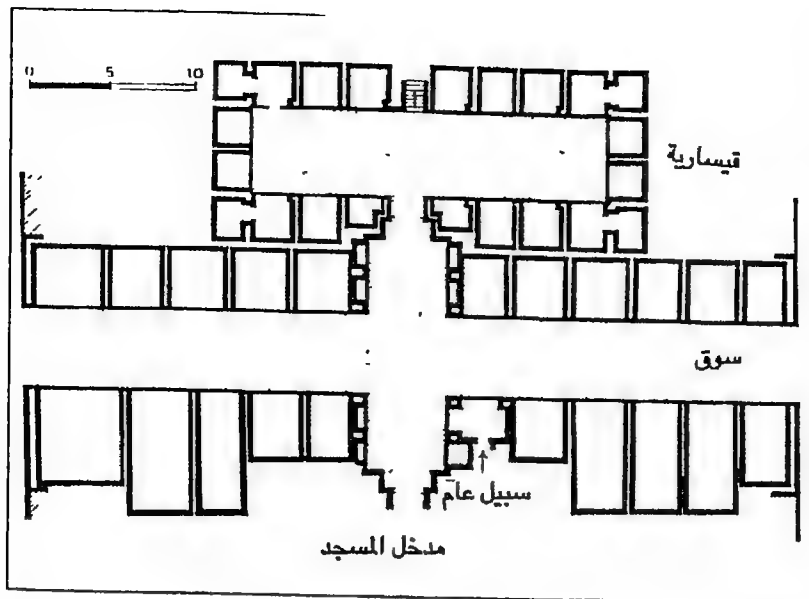 0 5 10
قيسارية
سوق
سبيل عام
مدخل المسجد